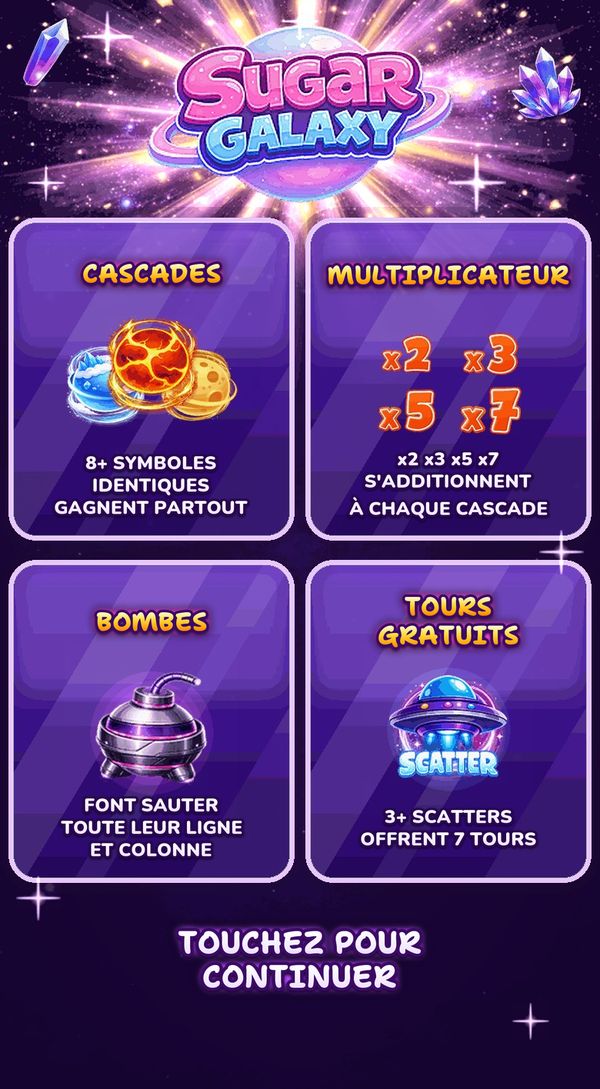 SUGAR
GALAXY
CASCADES
8+ SYMBOLES
IDENTIQUES
GAGNENT PARTOUT
MULTIPLICATEUR
x2 x3
x5 x7
x2 x3 x5 x7
S'ADDITIONNENT
À CHAQUE CASCADE
BOMBES
FONT SAUTER
TOUTE LEUR LIGNE
ET COLONNE
TOURS
GRATUITS
SCATTER
3+ SCATTERS
OFFRENT 7 TOURS
TOUCHEZ POUR
CONTINUER